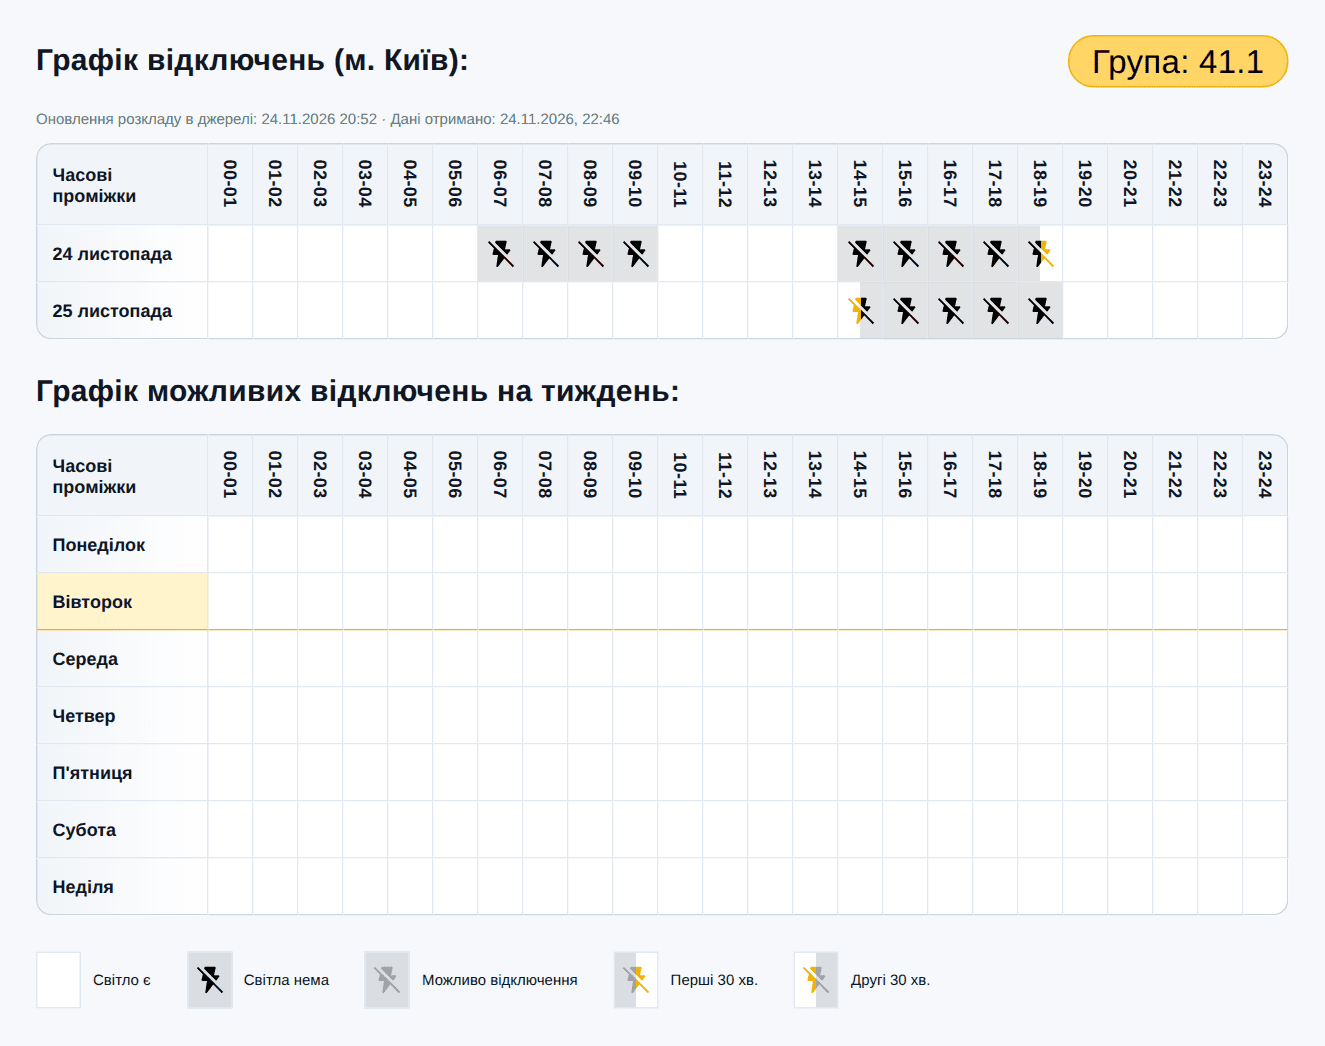 Графік відключень (м. Київ):
Група: 41.1
Оновлення розкладу в джерелі: 24.11.2026 20:52 · Дані отримано: 24.11.2026, 22:46
Часові
проміжки
00-01 01-02 02-03 03-04 04-05 05-06 06-07 07-08 08-09 09-10 10-11 11-12 12-13 13-14 14-15 15-16 16-17 17-18 18-19 19-20 20-21 21-22 22-23 23-24
24 листопада
25 листопада
Графік можливих відключень на тиждень:
Часові
проміжки
00-01 01-02 02-03 03-04 04-05 05-06 06-07 07-08 08-09 09-10 10-11 11-12 12-13 13-14 14-15 15-16 16-17 17-18 18-19 19-20 20-21 21-22 22-23 23-24
Понеділок
Вівторок
Середа
Четвер
П'ятниця
Субота
Неділя
Світло є
Світла нема
Можливо відключення
Перші 30 хв.
Другі 30 хв.